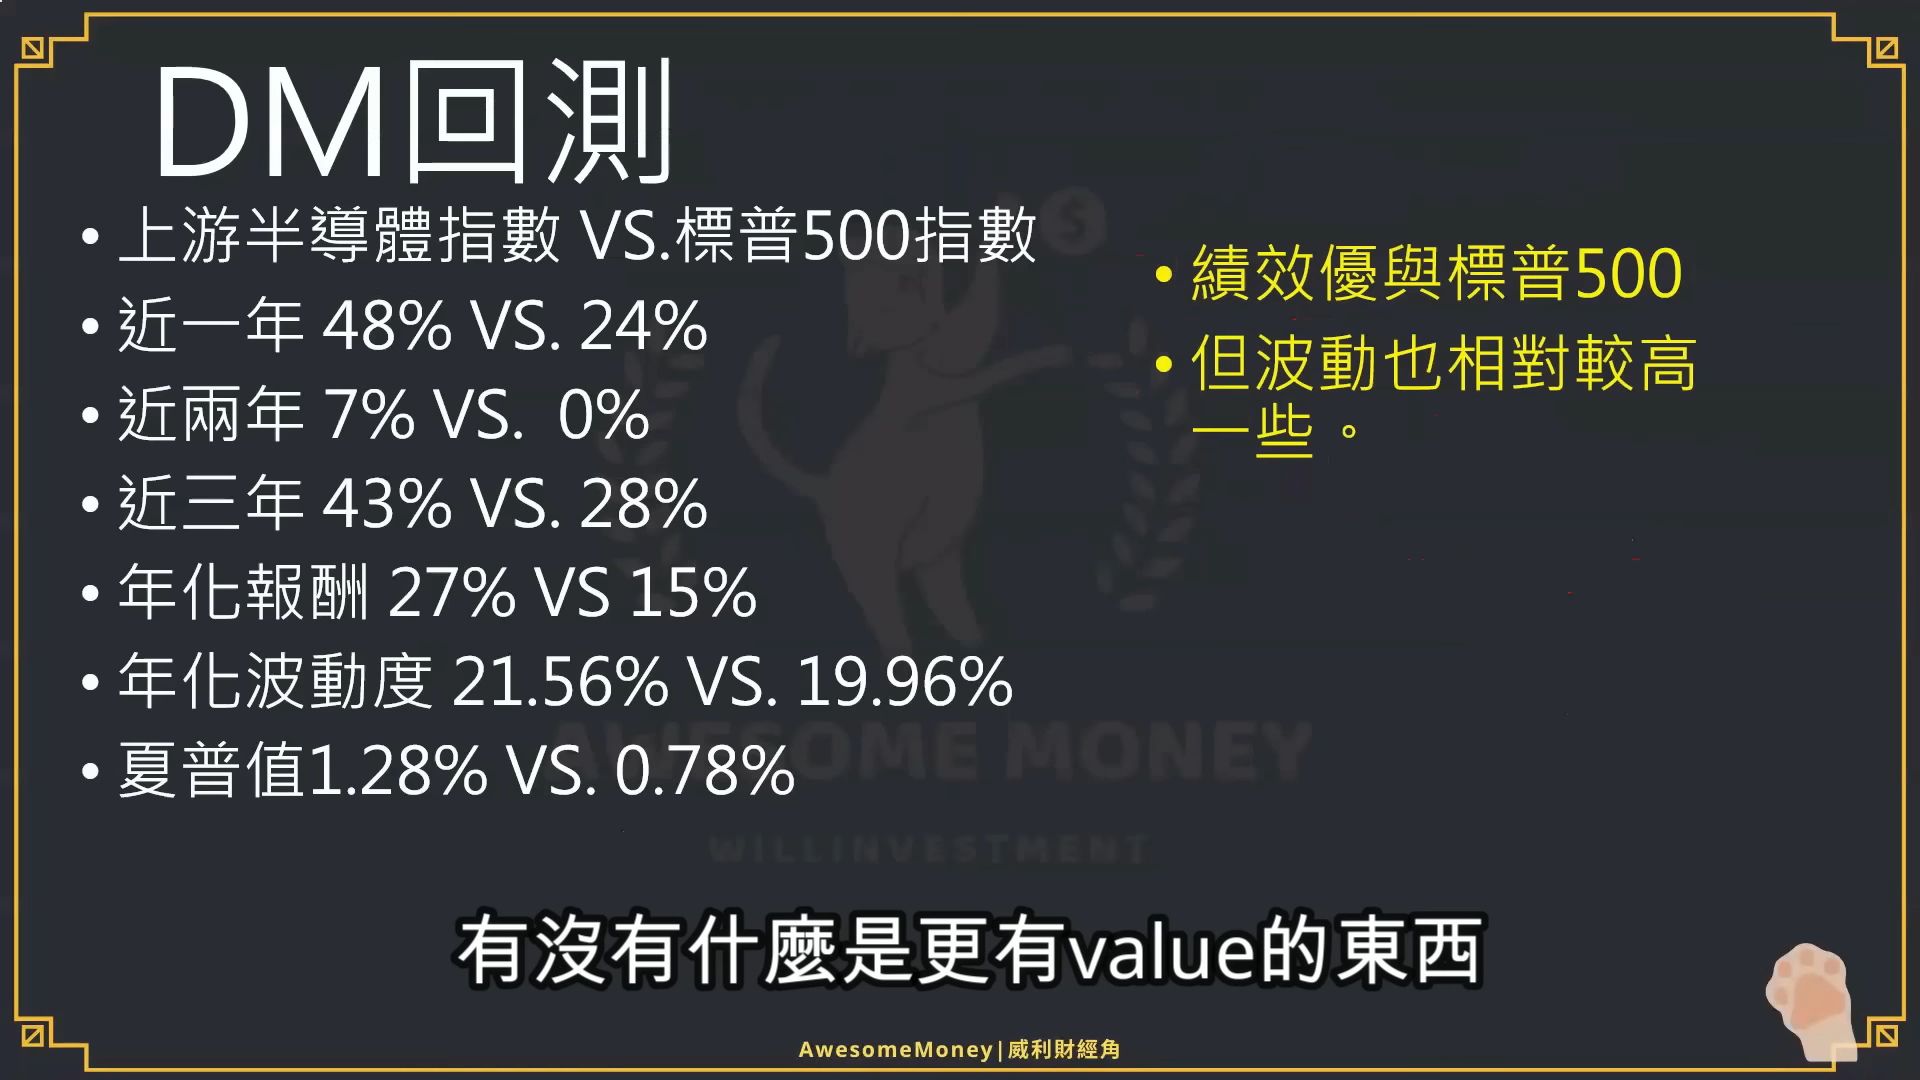 DM回測
• 上游半導體指數 VS.標普500指數
• 近一年 48% VS. 24%
• 近兩年 7% VS.  0%
• 近三年 43% VS. 28%
• 年化報酬 27% VS 15%
• 年化波動度 21.56% VS. 19.96%
• 夏普值1.28% VS. 0.78%
• 績效優與標普500
• 但波動也相對較高
一些。
AWESOME MONEY
WILLINVESTMENT
有沒有什麼是更有value的東西
AwesomeMoney|威利財經角